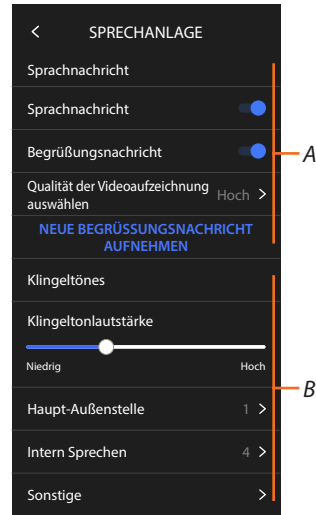 SPRECHANLAGE
Sprachnachricht
Sprachnachricht
Begrüßungsnachricht
Qualität der Videoaufzeichnung
auswählen
Hoch
NEUE BEGRÜSSUNGSNACHRICHT
AUFNEHMEN
A
Klingeltönes
Klingeltonlautstärke
Niedrig Hoch
Haupt-Außenstelle 1
B
Intern Sprechen 4
Sonstige